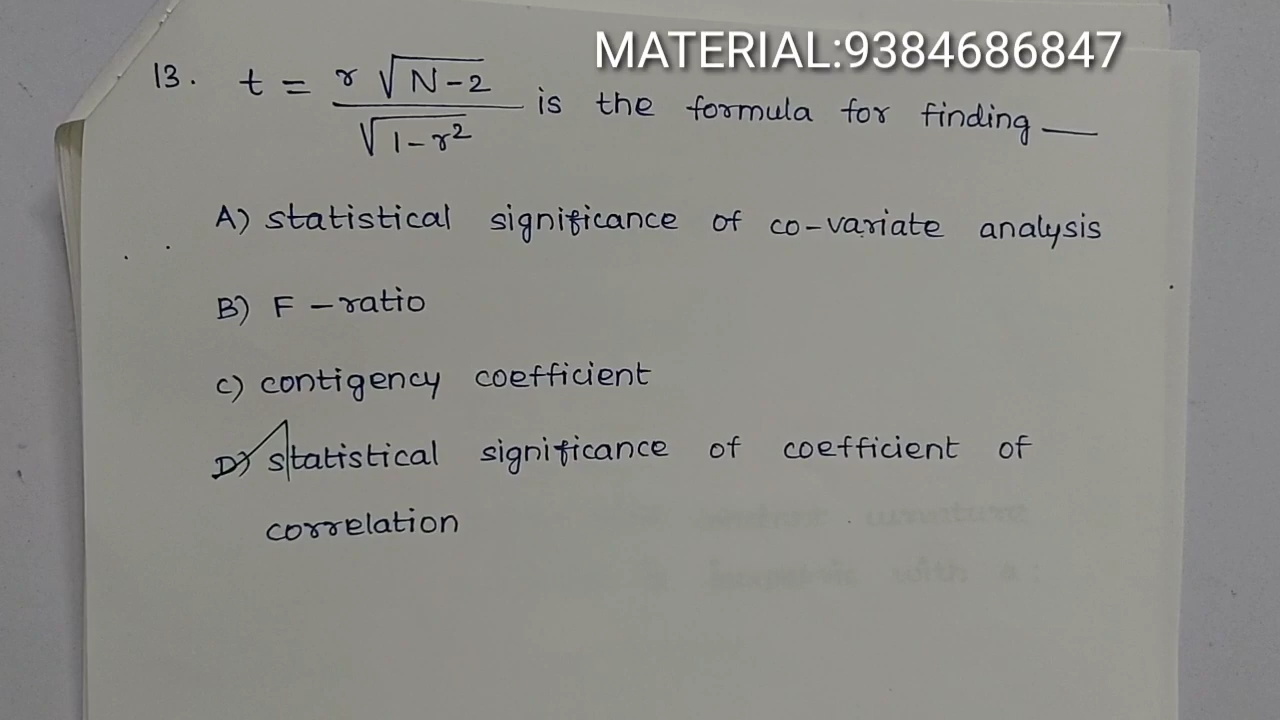 MATERIAL:9384686847
13. t = r √N-2 / √1-r² is the formula for finding __
A) statistical significance of co-variate analysis
B) F - ratio
C) contigency coefficient
D) statistical significance of coefficient of
correlation